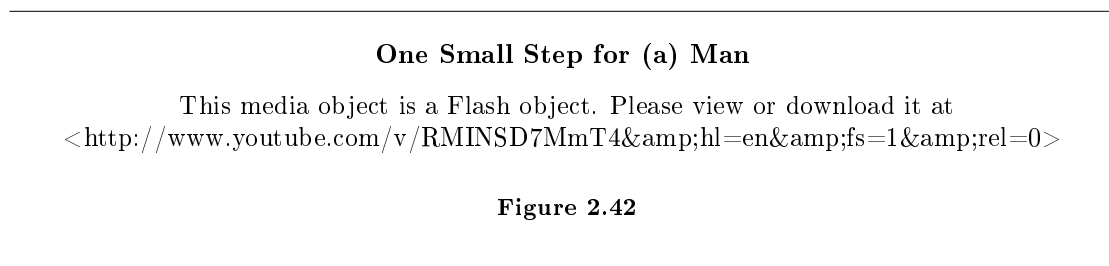 One Small Step for (a) Man
This media object is a Flash object. Please view or download it at
<http://www.youtube.com/v/RMINSD7MmT4&amp;hl=en&amp;fs=1&amp;rel=0>
Figure 2.42